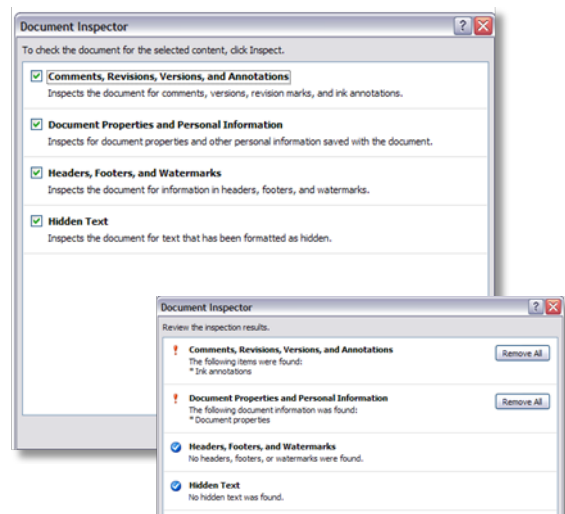 Document Inspector
To check the document for the selected content, click Inspect.
Comments, Revisions, Versions, and Annotations
Inspects the document for comments, versions, revision marks, and ink annotations.
Document Properties and Personal Information
Inspects for document properties and other personal information saved with the document.
Headers, Footers, and Watermarks
Inspects the document for information in headers, footers, and watermarks.
Hidden Text
Inspects the document for text that has been formatted as hidden.
Document Inspector
Review the inspection results.
Comments, Revisions, Versions, and Annotations
The following items were found:
* Ink annotations
Remove All
Document Properties and Personal Information
The following document information was found:
* Document properties
Remove All
Headers, Footers, and Watermarks
No headers, footers, or watermarks were found.
Hidden Text
No hidden text was found.